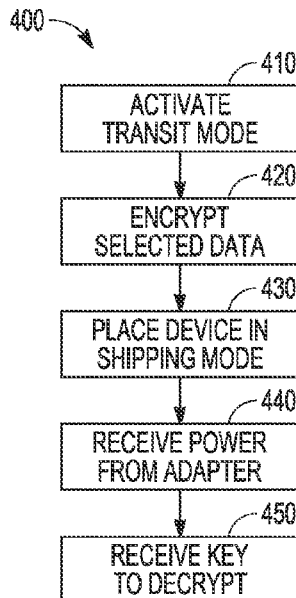 400
410
ACTIVATE
TRANSIT MODE
420
ENCRYPT
SELECTED DATA
430
PLACE DEVICE IN
SHIPPING MODE
440
RECEIVE POWER
FROM ADAPTER
450
RECEIVE KEY
TO DECRYPT